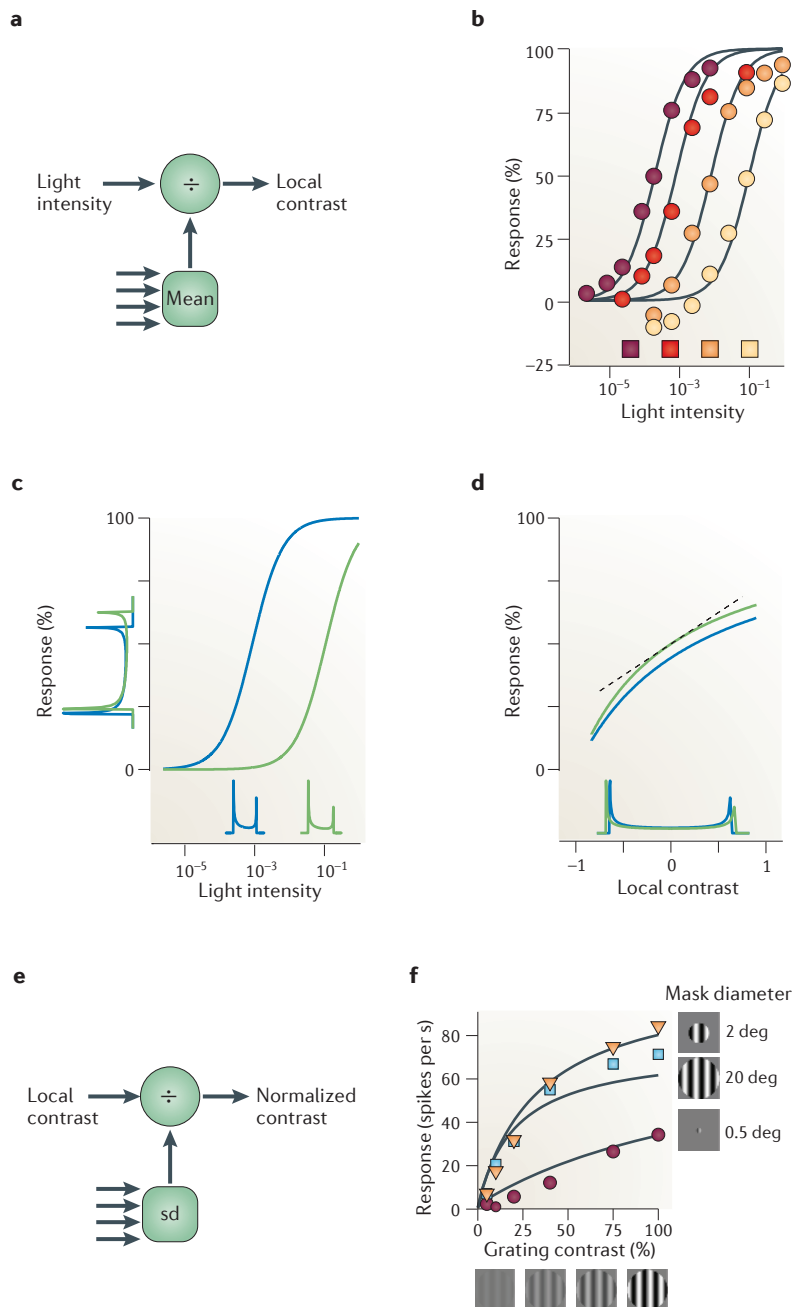 a
Light
intensity
÷
Local
contrast
Mean
b
Response (%)
100
75
50
25
0
−25
10⁻⁵
10⁻³
10⁻¹
Light intensity
c
Response (%)
100
0
10⁻⁵
10⁻³
10⁻¹
Light intensity
d
Response (%)
100
0
−1
0
1
Local contrast
e
Local
contrast
÷
Normalized
contrast
sd
f
Mask diameter
Response (spikes per s)
80
60
40
20
0
2 deg
20 deg
0.5 deg
0
25
50
75
100
Grating contrast (%)